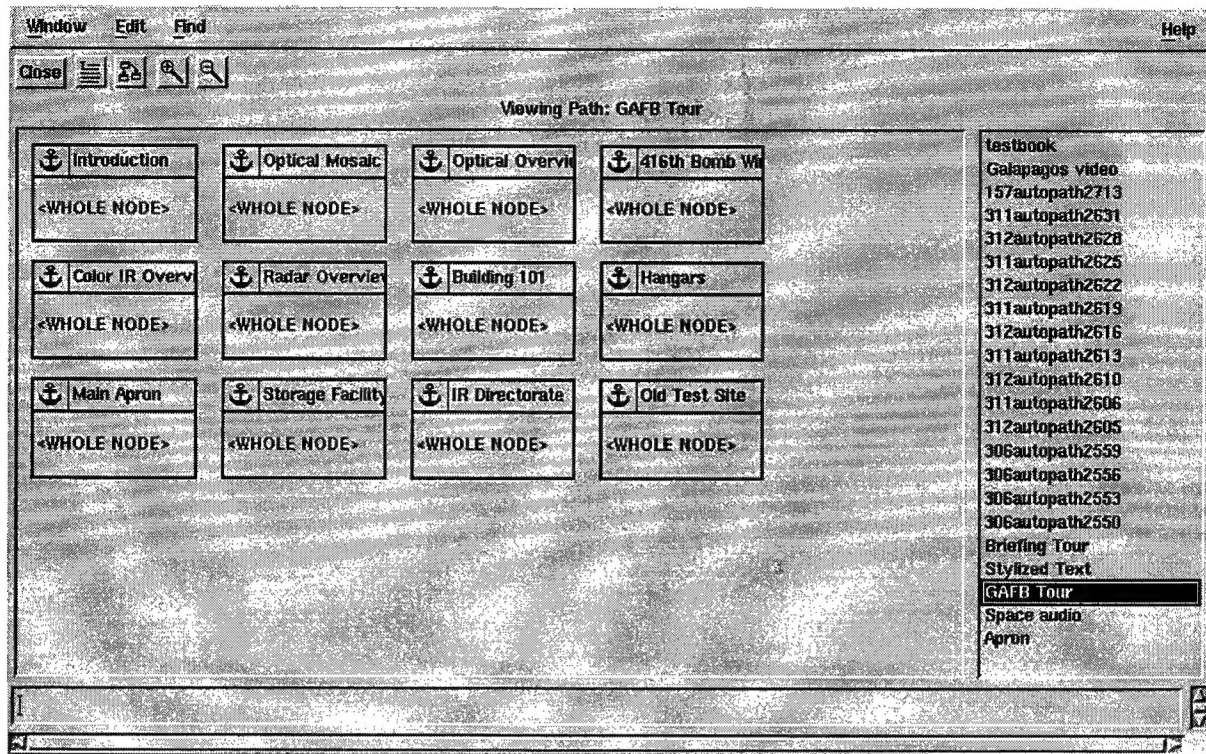 Window Edit Find Help
Close
Viewing Path: GAFB Tour
Introduction Optical Mosaic Optical Overvie 416th Bomb Wi
<WHOLE NODE> <WHOLE NODE> <WHOLE NODE> <WHOLE NODE>
Color IR Overvi Radar Overview Building 101 Hangars
<WHOLE NODE> <WHOLE NODE> <WHOLE NODE> <WHOLE NODE>
Main Apron Storage Facility IR Directorate Old Test Site
<WHOLE NODE> <WHOLE NODE> <WHOLE NODE> <WHOLE NODE>
testbook
Galapagos video
157autopath2713
311autopath2631
312autopath2628
311autopath2625
312autopath2622
311autopath2619
312autopath2616
311autopath2613
312autopath2610
311autopath2606
312autopath2605
306autopath2559
306autopath2556
306autopath2553
306autopath2550
Briefing Tour
Stylized Text
GAFB Tour
Space audio
Apron